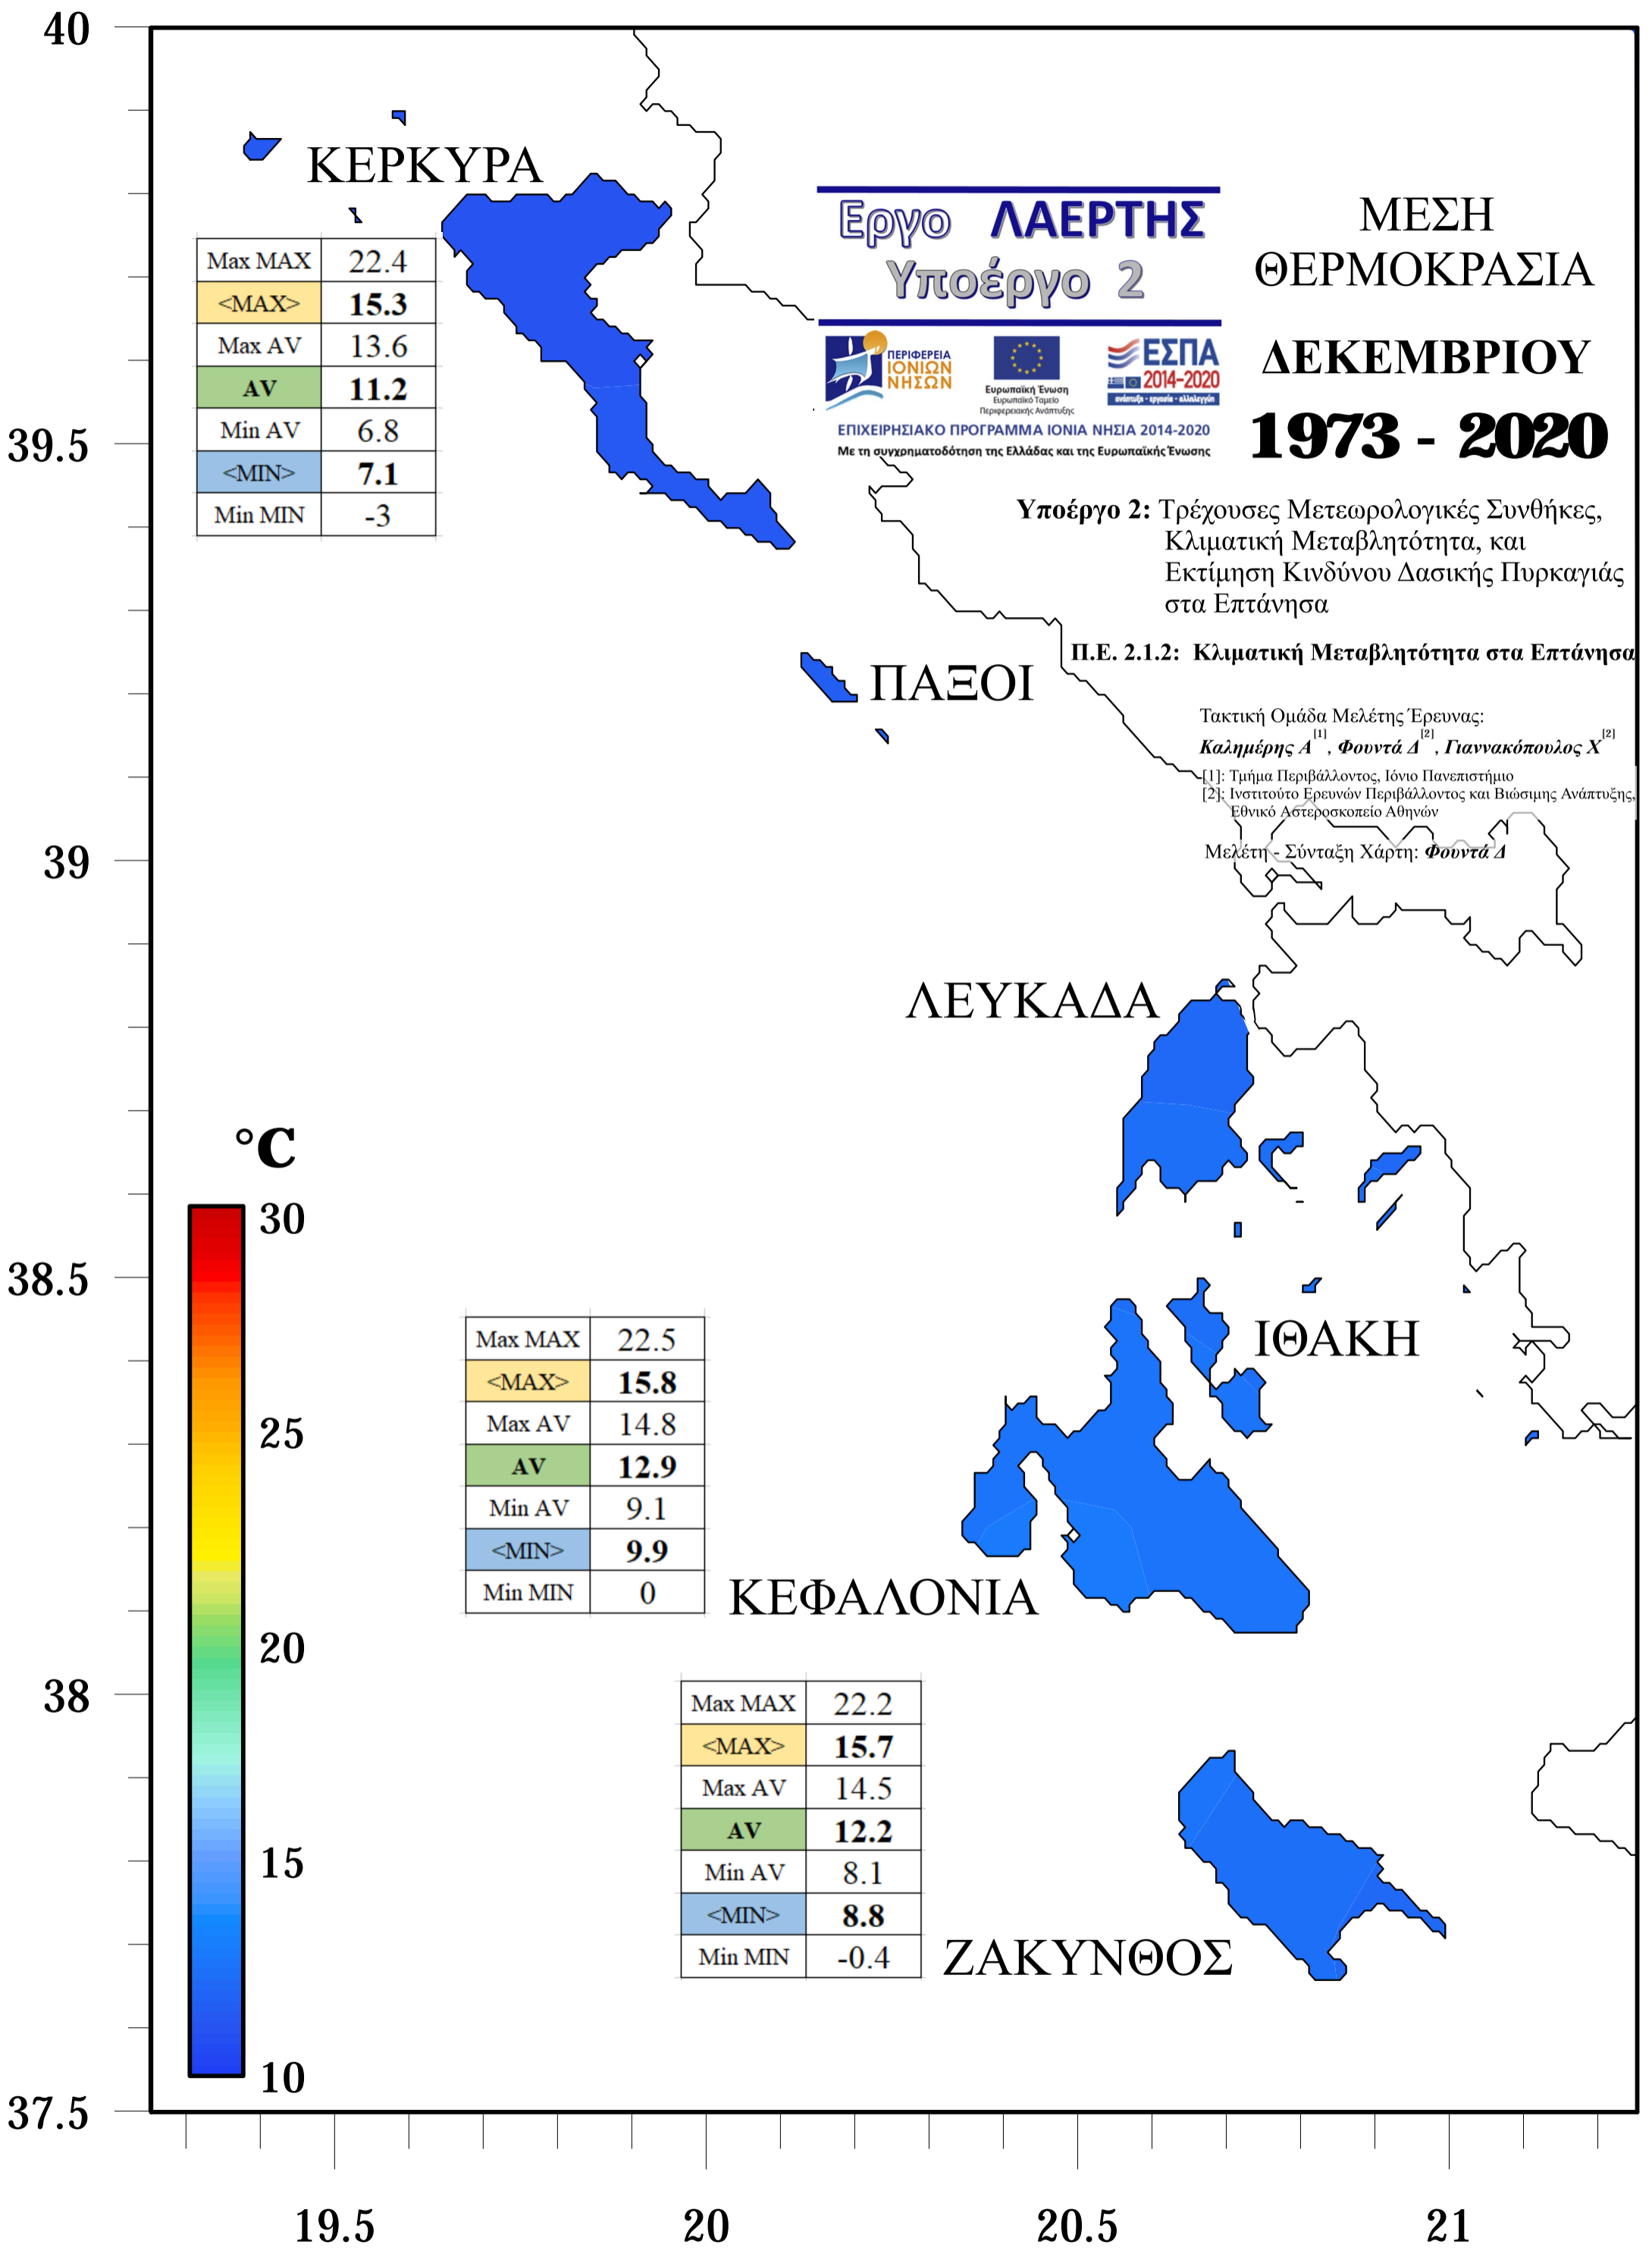 40
ΚΕΡΚΥΡΑ
Max MAX 22.4
<MAX> 15.3
Max AV 13.6
AV 11.2
Min AV 6.8
<MIN> 7.1
Min MIN -3
Εργο ΛΑΕΡΤΗΣ
Υποέργο 2
ΠΕΡΙΦΕΡΕΙΑ
ΙΟΝΙΩΝ
ΝΗΣΩΝ
Ευρωπαϊκή Ένωση
Ευρωπαϊκό Ταμείο
Περιφερειακής Ανάπτυξης
ΕΣΠΑ
2014-2020
ανάπτυξη - εργασία - αλληλεγγύη
ΕΠΙΧΕΙΡΗΣΙΑΚΟ ΠΡΟΓΡΑΜΜΑ ΙΟΝΙΑ ΝΗΣΙΑ 2014-2020
Με τη συγχρηματοδότηση της Ελλάδας και της Ευρωπαϊκής Ένωσης
ΜΕΣΗ
ΘΕΡΜΟΚΡΑΣΙΑ
ΔΕΚΕΜΒΡΙΟΥ
1973 - 2020
39.5
Υποέργο 2: Τρέχουσες Μετεωρολογικές Συνθήκες,
Κλιματική Μεταβλητότητα, και
Εκτίμηση Κινδύνου Δασικής Πυρκαγιάς
στα Επτάνησα
Π.Ε. 2.1.2: Κλιματική Μεταβλητότητα στα Επτάνησα
ΠΑΞΟΙ
Τακτική Ομάδα Μελέτης Έρευνας:
Καλημέρης Α[1], Φουντά Δ[2], Γιαννακόπουλος Χ[2]
[1]: Τμήμα Περιβάλλοντος, Ιόνιο Πανεπιστήμιο
[2]: Ινστιτούτο Ερευνών Περιβάλλοντος και Βιώσιμης Ανάπτυξης,
Εθνικό Αστεροσκοπείο Αθηνών
Μελέτη - Σύνταξη Χάρτη: Φουντά Δ
39
ΛΕΥΚΑΔΑ
°C
30
25
20
15
10
38.5
ΙΘΑΚΗ
Max MAX 22.5
<MAX> 15.8
Max AV 14.8
AV 12.9
Min AV 9.1
<MIN> 9.9
Min MIN 0
ΚΕΦΑΛΟΝΙΑ
38
Max MAX 22.2
<MAX> 15.7
Max AV 14.5
AV 12.2
Min AV 8.1
<MIN> 8.8
Min MIN -0.4
ΖΑΚΥΝΘΟΣ
37.5
19.5 20 20.5 21